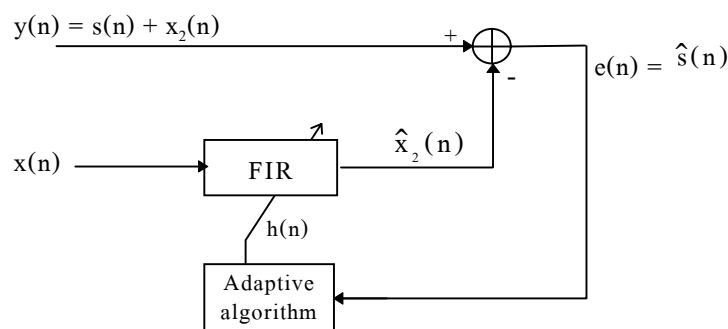 y(n) = s(n) + x₂(n)
+
-
e(n) = ŝ(n)
x(n)
FIR
x̂₂(n)
h(n)
Adaptive
algorithm